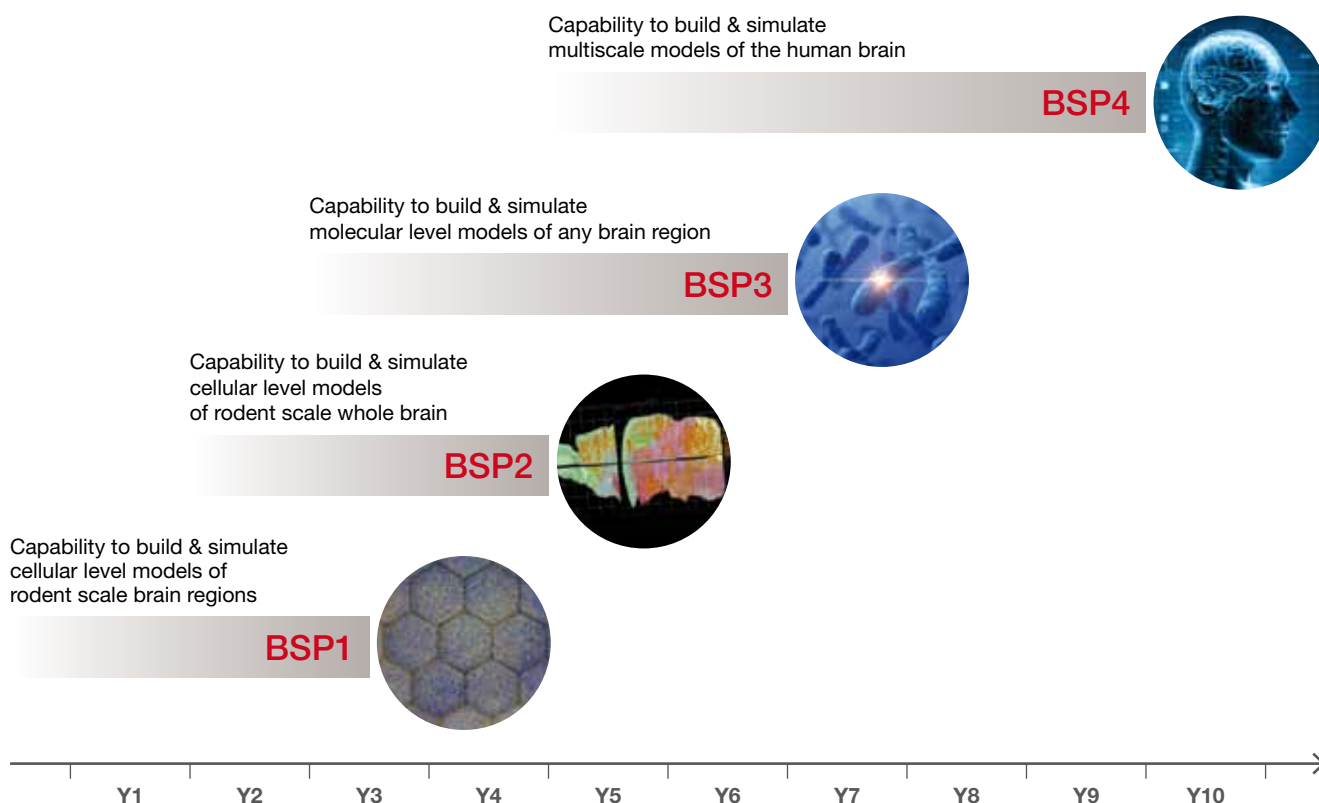 Capability to build & simulate
multiscale models of the human brain
BSP4
Capability to build & simulate
molecular level models of any brain region
BSP3
Capability to build & simulate
cellular level models
of rodent scale whole brain
BSP2
Capability to build & simulate
cellular level models of
rodent scale brain regions
BSP1
Y1 Y2 Y3 Y4 Y5 Y6 Y7 Y8 Y9 Y10